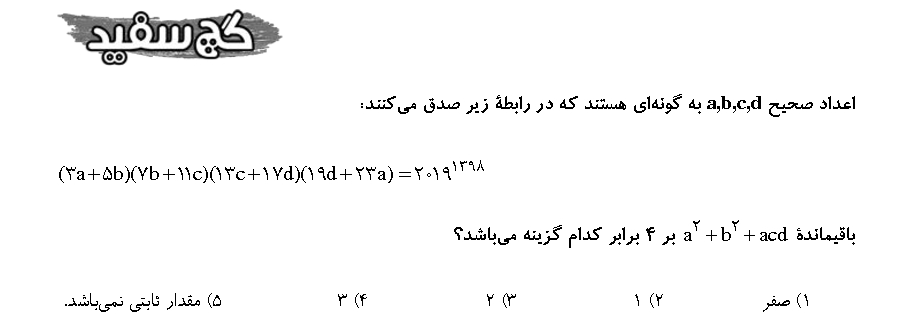 گچ سفید
اعداد صحیح a,b,c,d به گونه‌ای هستند که در رابطهٔ زیر صدق می‌کنند:
(۳a+۵b)(۷b+۱۱c)(۱۳c+۱۷d)(۱۹d+۲۳a)=۲۰۱۹^۱۳۹۸
باقیماندهٔ a^۲+b^۲+acd بر ۴ برابر کدام گزینه می‌باشد؟
۱) صفر ۲) ۱ ۳) ۲ ۴) ۳ ۵) مقدار ثابتی نمی‌باشد.